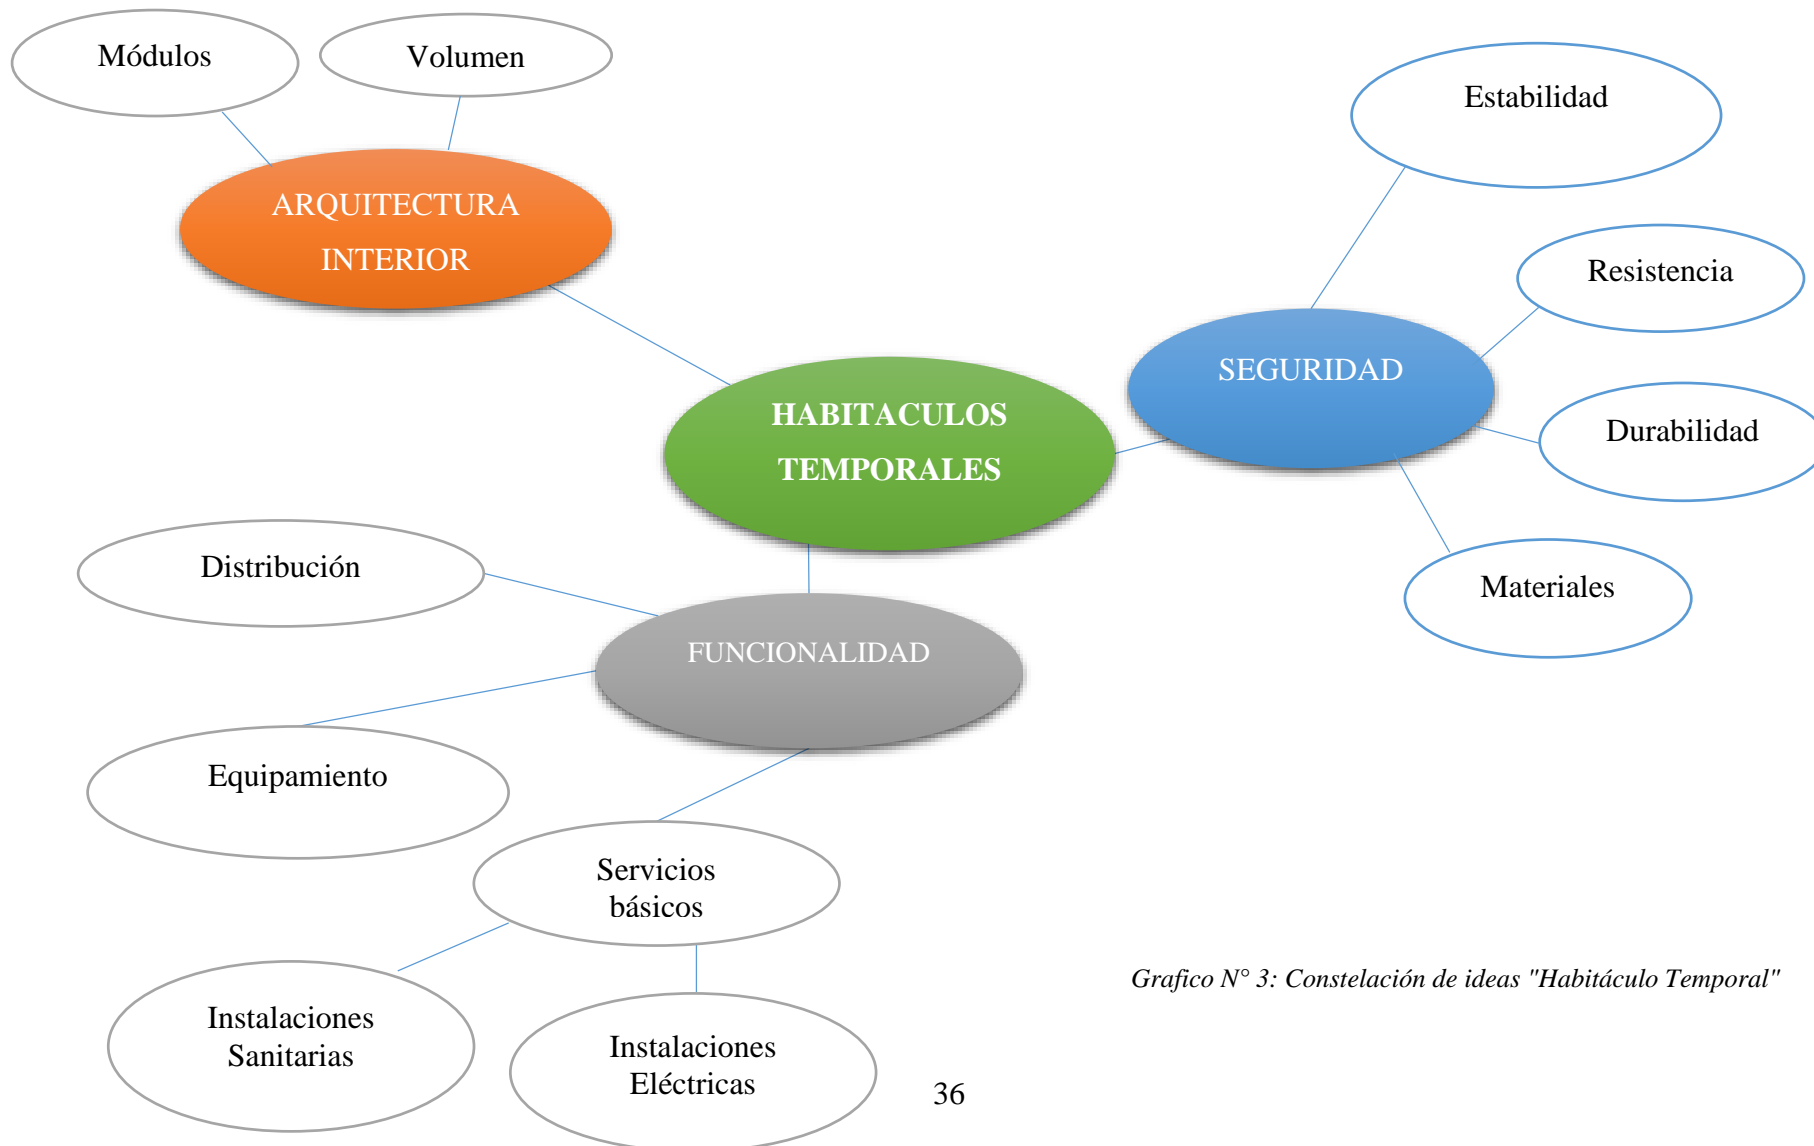 Módulos
Volumen
ARQUITECTURA
INTERIOR
Estabilidad
Resistencia
SEGURIDAD
Durabilidad
Materiales
HABITACULOS
TEMPORALES
Distribución
FUNCIONALIDAD
Equipamiento
Servicios
básicos
Instalaciones
Sanitarias
Instalaciones
Eléctricas
Grafico N° 3: Constelación de ideas "Habitáculo Temporal"
36